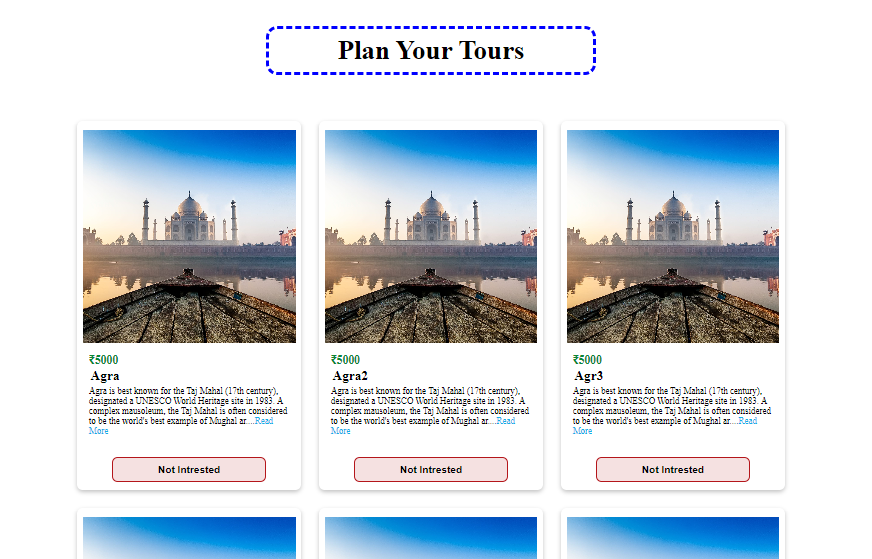 Plan Your Tours
₹5000
Agra
Agra is best known for the Taj Mahal (17th century),
designated a UNESCO World Heritage site in 1983. A
complex mausoleum, the Taj Mahal is often considered
to be the world's best example of Mughal ar....Read
More
Not Intrested
₹5000
Agra2
Agra is best known for the Taj Mahal (17th century),
designated a UNESCO World Heritage site in 1983. A
complex mausoleum, the Taj Mahal is often considered
to be the world's best example of Mughal ar....Read
More
Not Intrested
₹5000
Agr3
Agra is best known for the Taj Mahal (17th century),
designated a UNESCO World Heritage site in 1983. A
complex mausoleum, the Taj Mahal is often considered
to be the world's best example of Mughal ar....Read
More
Not Intrested